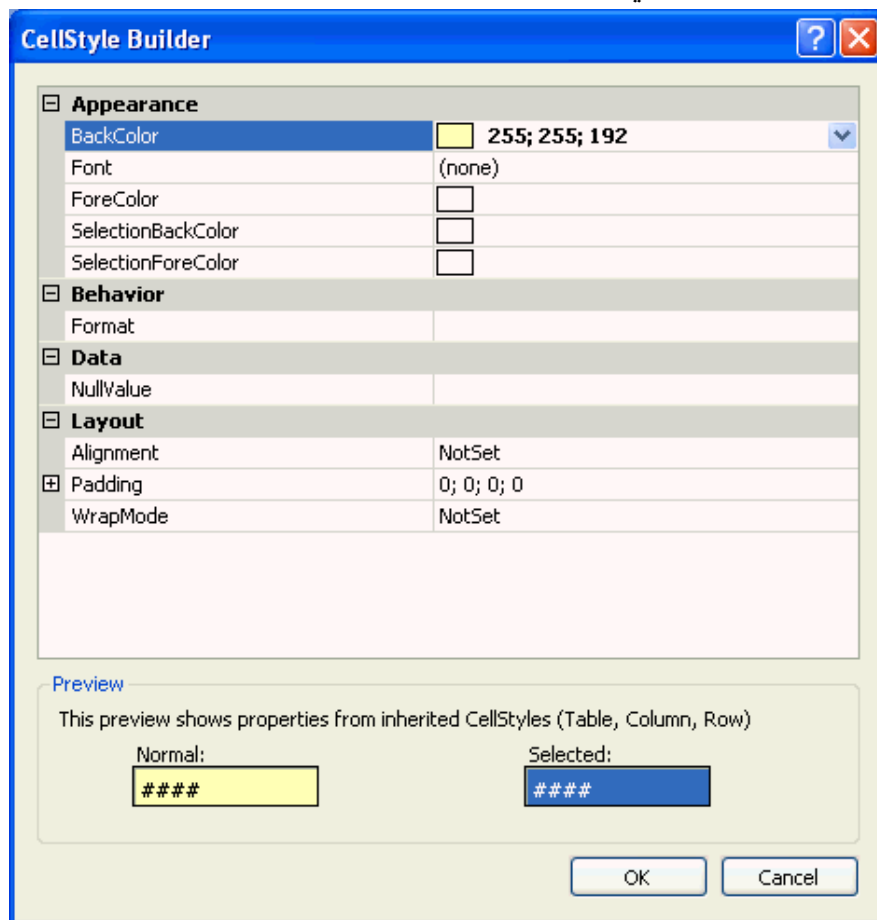 CellStyle Builder
Appearance
BackColor 255; 255; 192
Font (none)
ForeColor
SelectionBackColor
SelectionForeColor
Behavior
Format
Data
NullValue
Layout
Alignment NotSet
Padding 0; 0; 0; 0
WrapMode NotSet
Preview
This preview shows properties from inherited CellStyles (Table, Column, Row)
Normal: Selected:
#### ####
OK Cancel